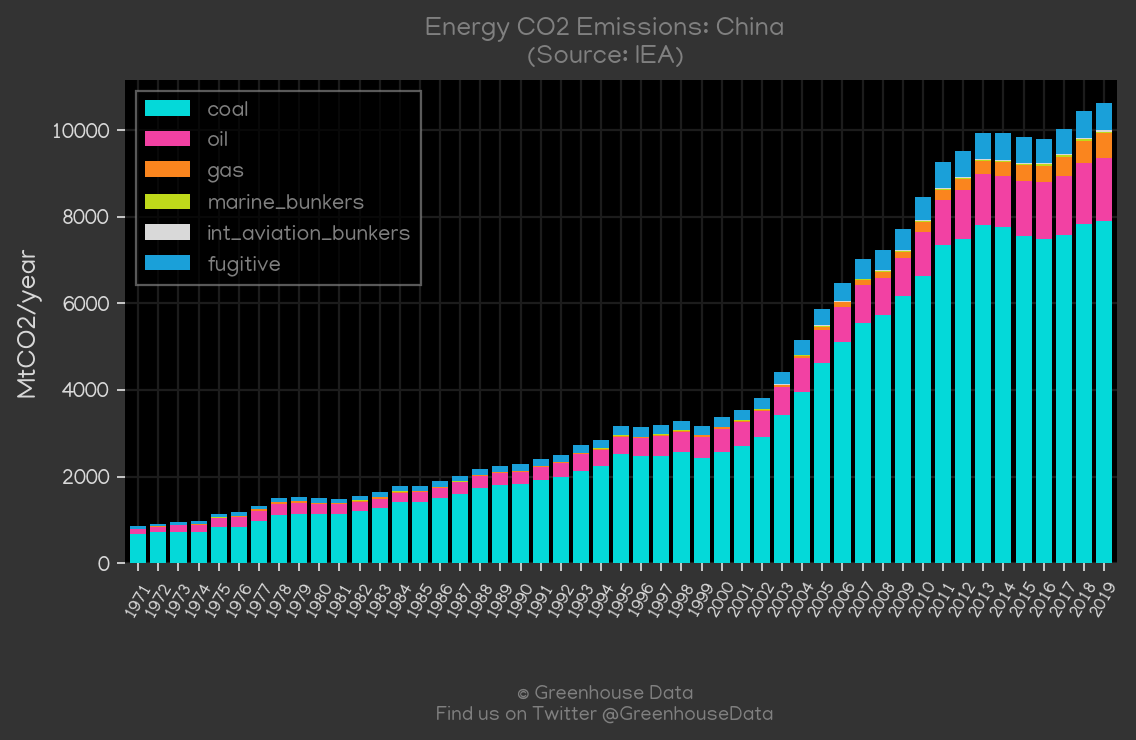 Energy CO2 Emissions: China
(Source: IEA)
coal
oil
gas
marine_bunkers
int_aviation_bunkers
fugitive
MtCO2/year
10000
8000
6000
4000
2000
0
1971 1972 1973 1974 1975 1976 1977 1978 1979 1980 1981 1982 1983 1984 1985 1986 1987 1988 1989 1990 1991 1992 1993 1994 1995 1996 1997 1998 1999 2000 2001 2002 2003 2004 2005 2006 2007 2008 2009 2010 2011 2012 2013 2014 2015 2016 2017 2018 2019
© Greenhouse Data
Find us on Twitter @GreenhouseData